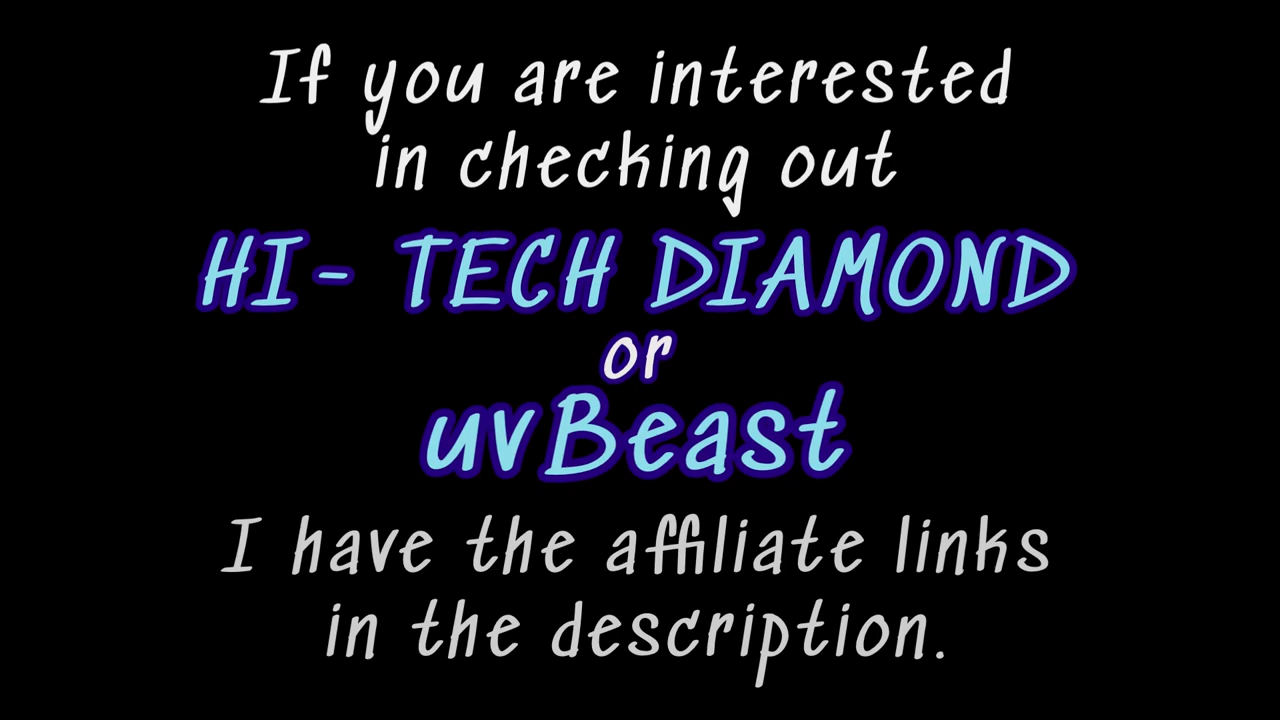 If you are interested
in checking out
HI- TECH DIAMOND
or
uvBeast
I have the affiliate links
in the description.